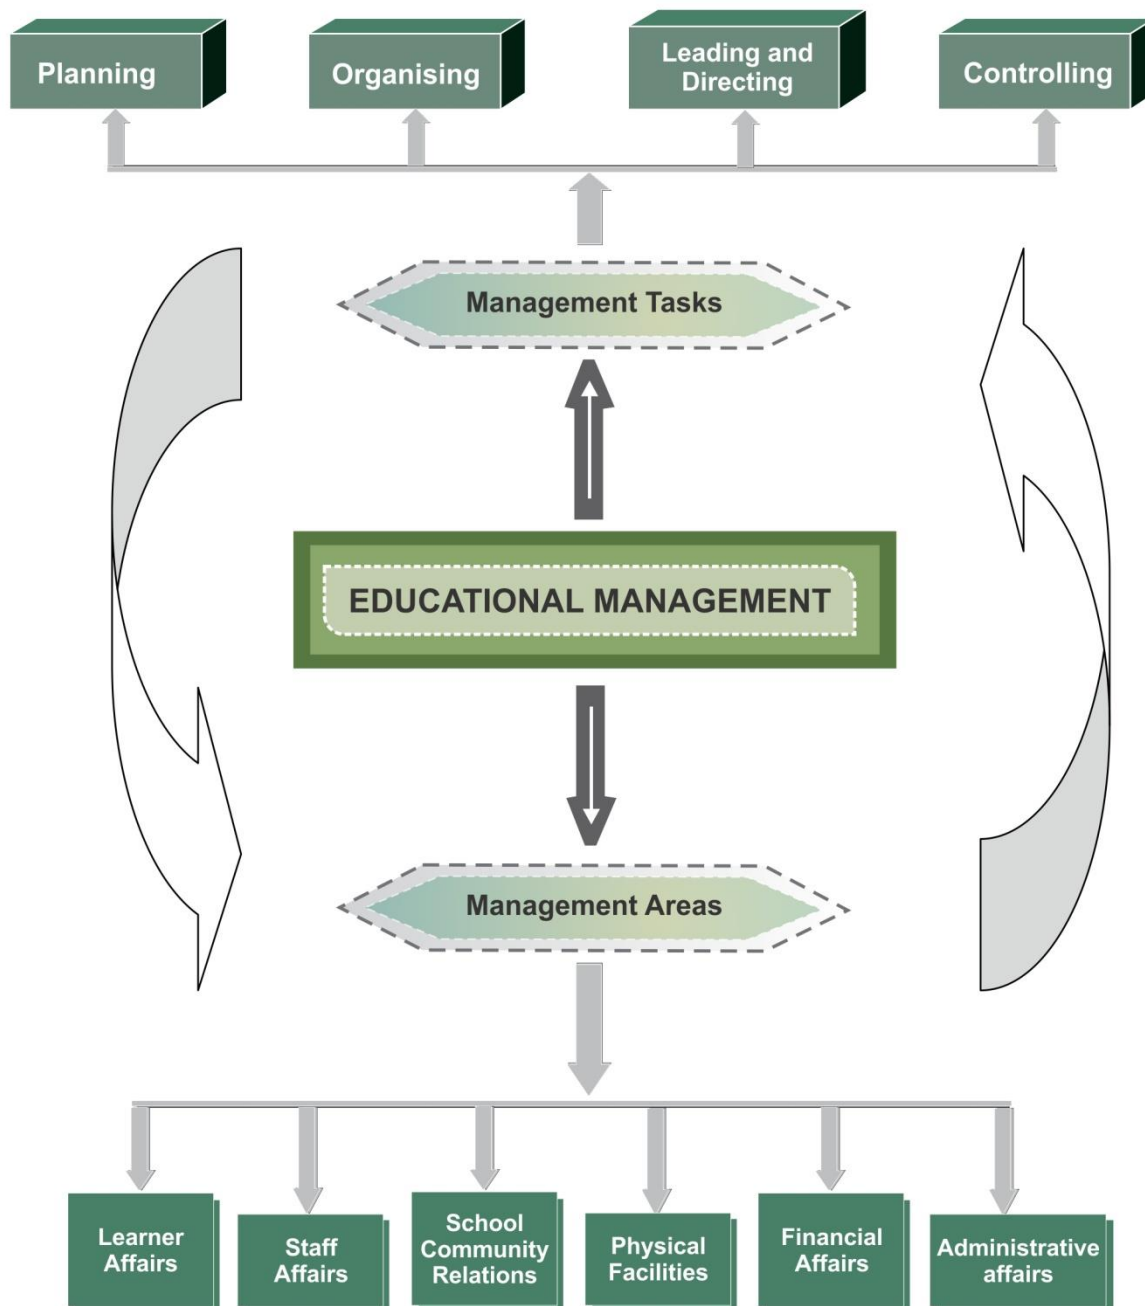 Planning
Organising
Leading and
Directing
Controlling
Management Tasks
EDUCATIONAL MANAGEMENT
Management Areas
Learner
Affairs
Staff
Affairs
School
Community
Relations
Physical
Facilities
Financial
Affairs
Administrative
affairs